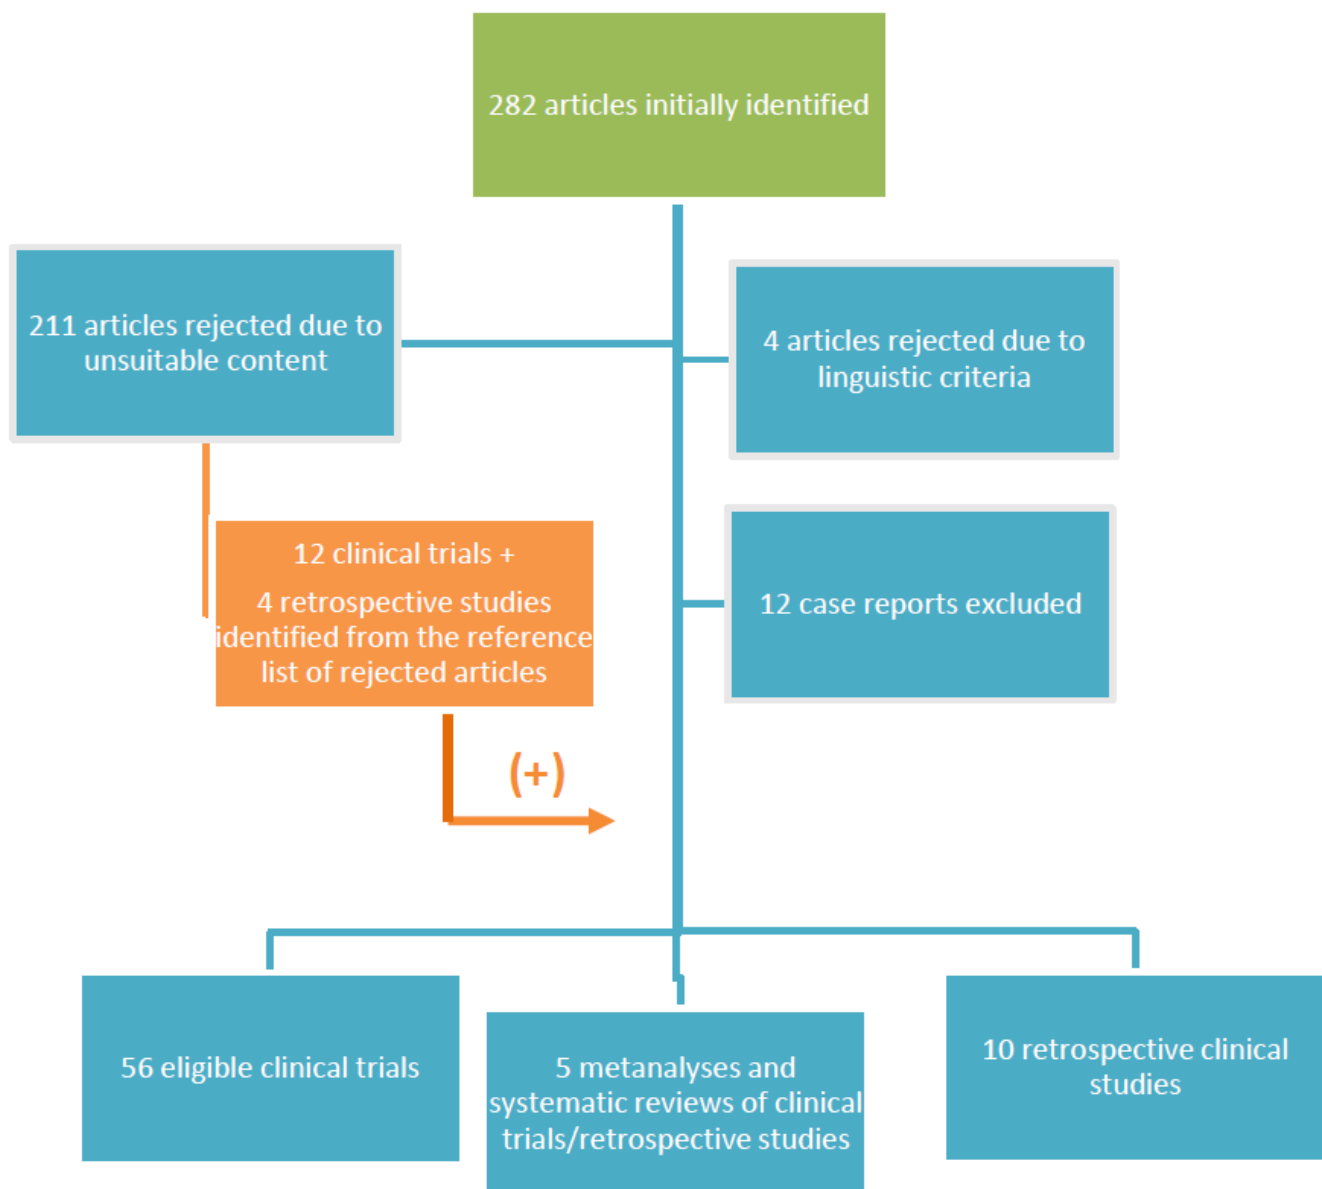 282 articles initially identified
211 articles rejected due to
unsuitable content
4 articles rejected due to
linguistic criteria
12 clinical trials +
4 retrospective studies
identified from the reference
list of rejected articles
12 case reports excluded
(+)
56 eligible clinical trials
5 metanalyses and
systematic reviews of clinical
trials/retrospective studies
10 retrospective clinical
studies